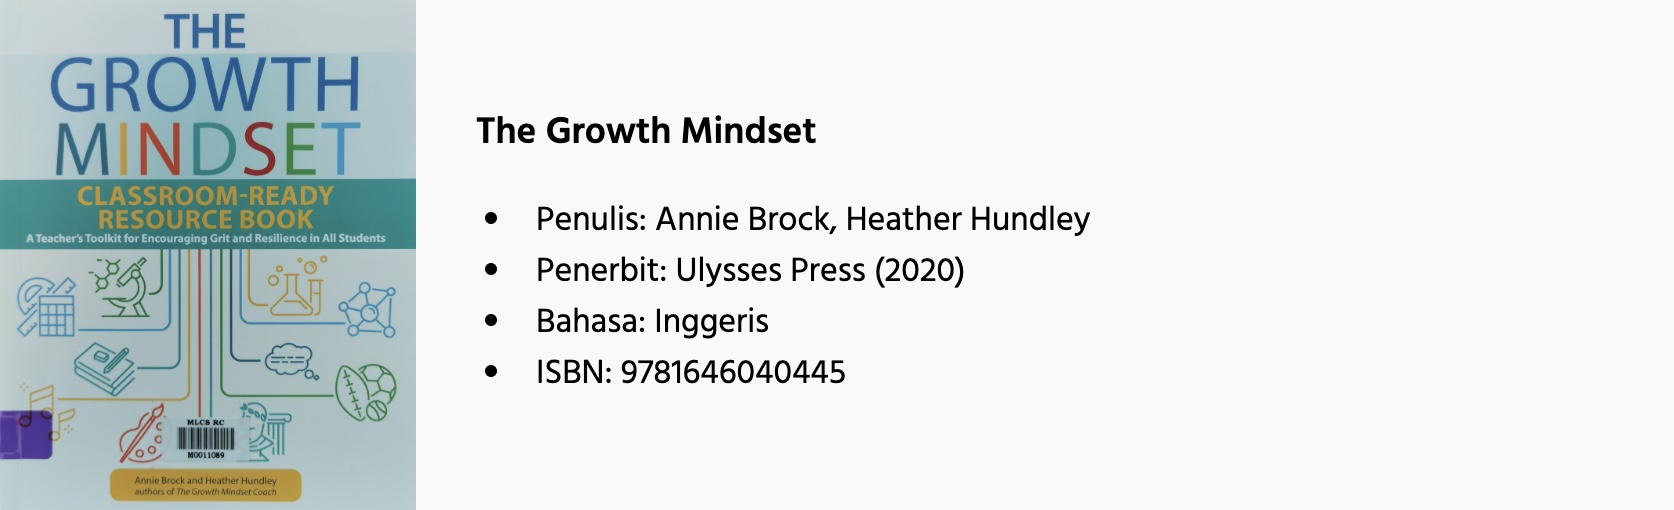 THE
GROWTH
MINDSET
CLASSROOM-READY
RESOURCE BOOK
A Teacher's Toolkit for Encouraging Grit and Resilience in All Students
MLCS RC
M0011089
Annie Brock and Heather Hundley
authors of The Growth Mindset Coach
The Growth Mindset
• Penulis: Annie Brock, Heather Hundley
• Penerbit: Ulysses Press (2020)
• Bahasa: Inggeris
• ISBN: 9781646040445